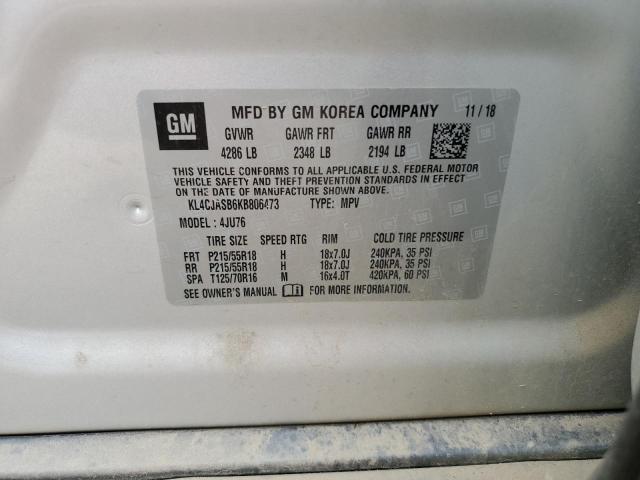 GM MFD BY GM KOREA COMPANY 11 / 18
GVWR GAWR FRT GAWR RR
4286 LB 2348 LB 2194 LB
THIS VEHICLE CONFORMS TO ALL APPLICABLE U.S. FEDERAL MOTOR
VEHICLE SAFETY AND THEFT PREVENTION STANDARDS IN EFFECT
ON THE DATE OF MANUFACTURE SHOWN ABOVE.
KL4CJASB6KB806473 TYPE: MPV
MODEL : 4JU76
TIRE SIZE SPEED RTG RIM COLD TIRE PRESSURE
FRT P215/55R18 H 18x7.0J 240KPA, 35 PSI
RR P215/55R18 H 18x7.0J 240KPA, 35 PSI
SPA T125/70R16 M 16x4.0T 420KPA, 60 PSI
SEE OWNER'S MANUAL FOR MORE INFORMATION.